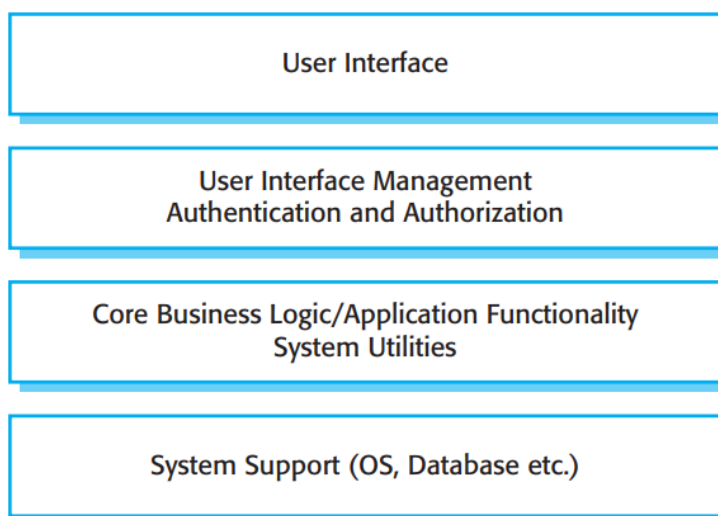 User Interface
User Interface Management
Authentication and Authorization
Core Business Logic/Application Functionality
System Utilities
System Support (OS, Database etc.)